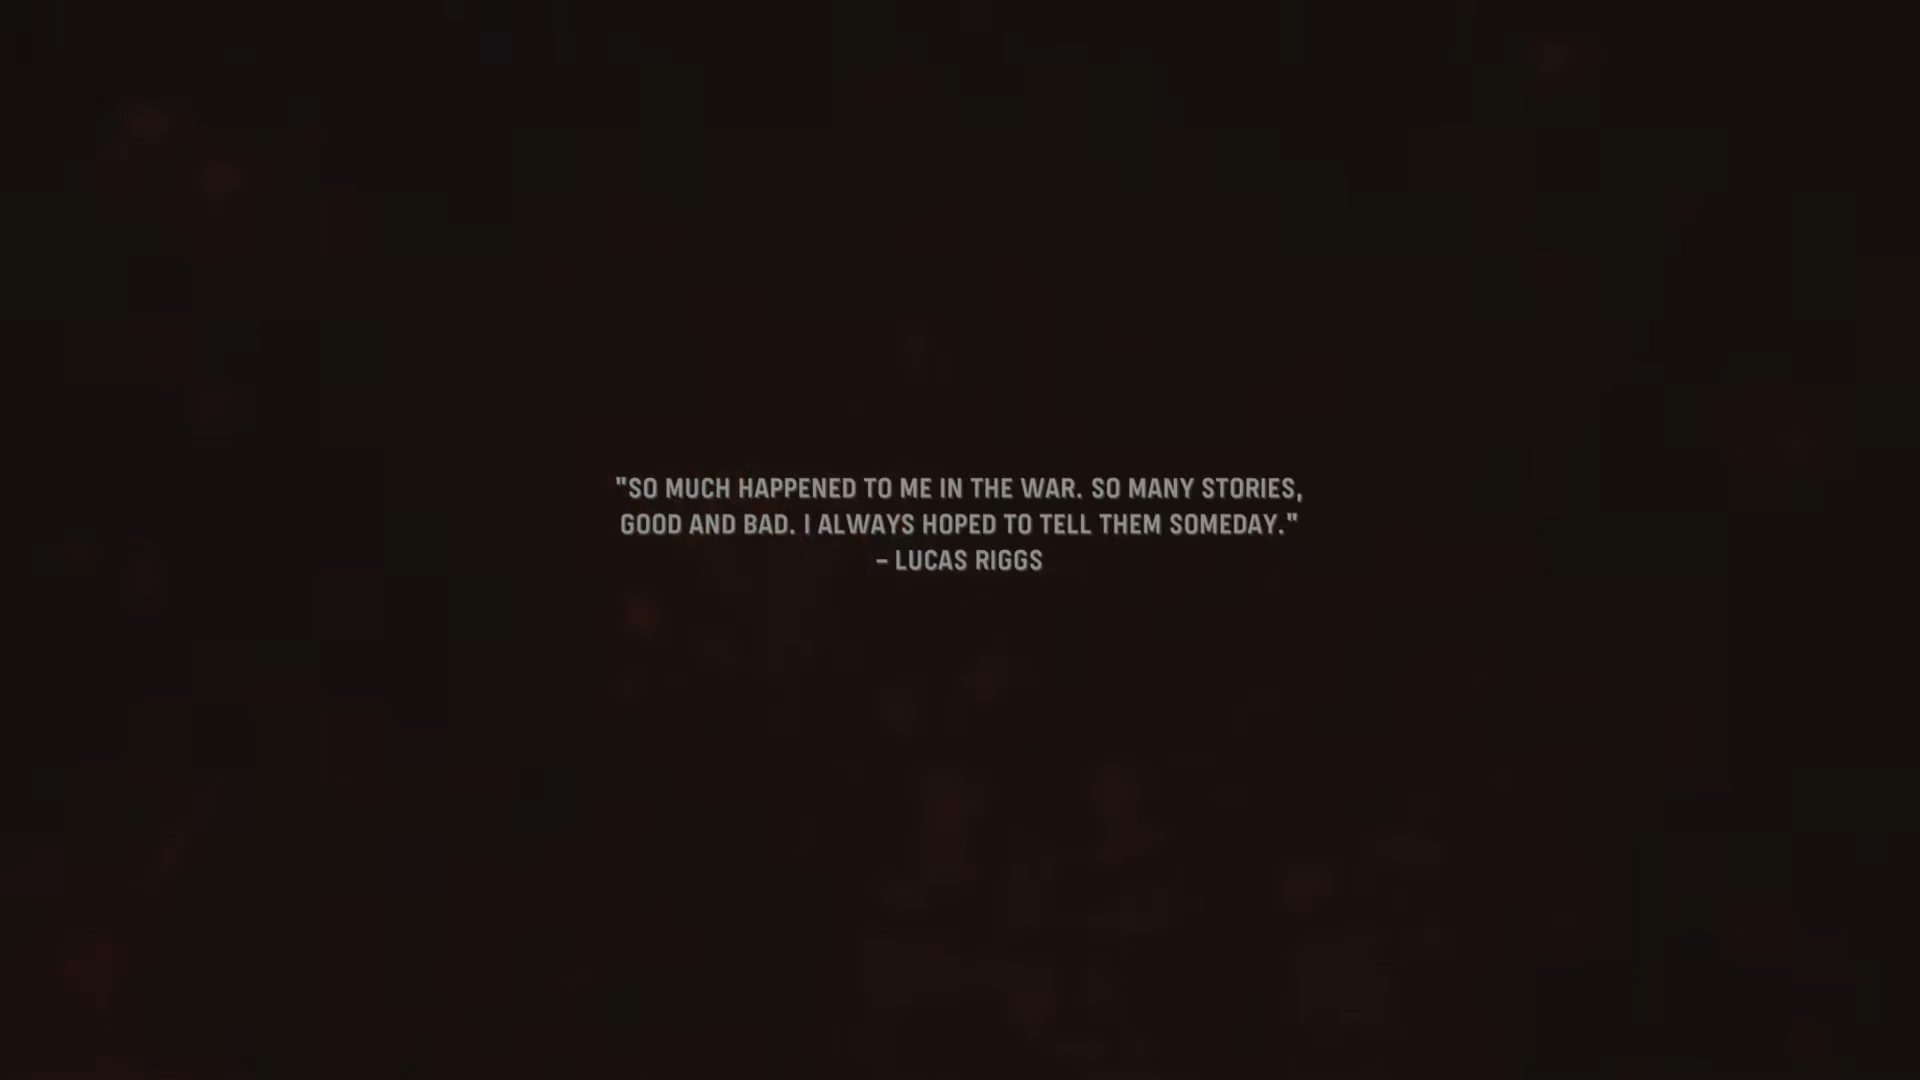 "SO MUCH HAPPENED TO ME IN THE WAR. SO MANY STORIES,
GOOD AND BAD. I ALWAYS HOPED TO TELL THEM SOMEDAY."
– LUCAS RIGGS